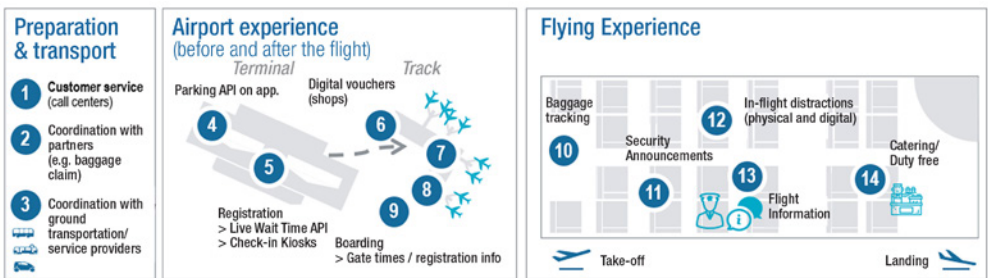 Preparation
& transport
1
Customer service
(call centers)
2
Coordination with
partners
(e.g. baggage
claim)
3
Coordination with
ground
transportation/
service providers
Airport experience
(before and after the flight)
Terminal
Track
Parking API on app.
Digital vouchers
(shops)
4
6
5
7
8
9
Registration
> Live Wait Time API
> Check-in Kiosks
Boarding
> Gate times / registration info
Flying Experience
Baggage
tracking
10
12
In-flight distractions
(physical and digital)
Security
Announcements
11
13
Flight
Information
i
Catering/
Duty free
14
Take-off
Landing